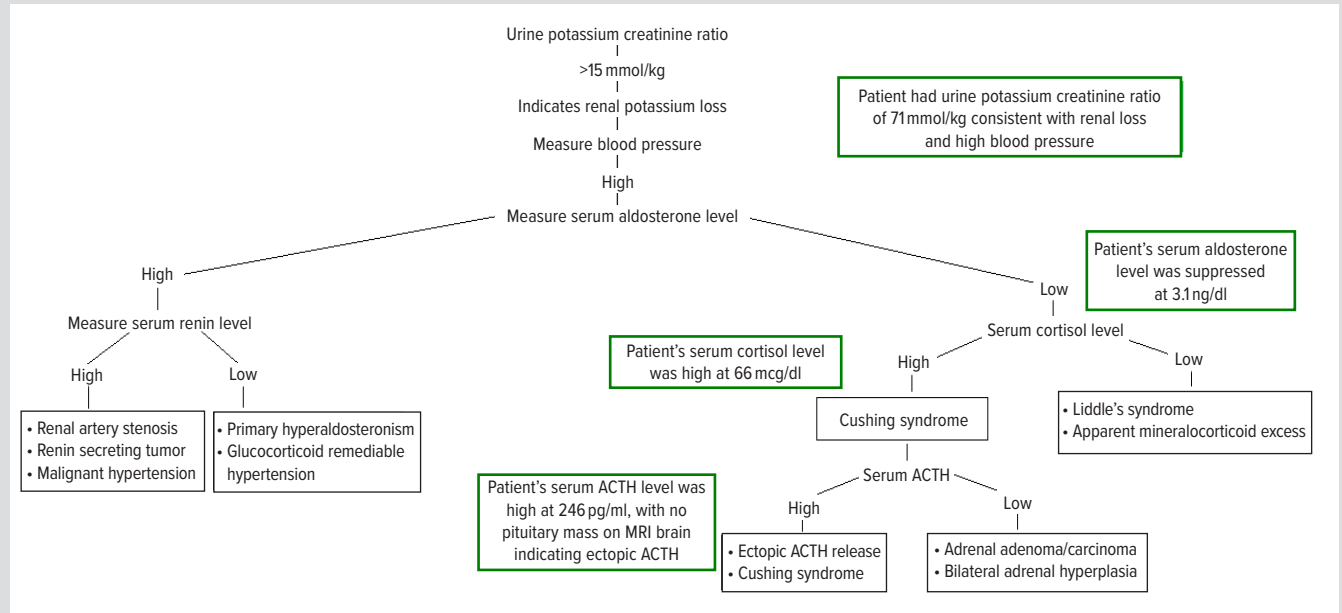 Urine potassium creatinine ratio
>15 mmol/kg
Indicates renal potassium loss
Measure blood pressure
High
Measure serum aldosterone level
Patient had urine potassium creatinine ratio
of 71 mmol/kg consistent with renal loss
and high blood pressure
High
Measure serum renin level
High
Low
• Renal artery stenosis
• Renin secreting tumor
• Malignant hypertension
• Primary hyperaldosteronism
• Glucocorticoid remediable
hypertension
Patient's serum aldosterone
level was suppressed
at 3.1 ng/dl
Low
Serum cortisol level
Patient's serum cortisol level
was high at 66 mcg/dl
High
Low
Cushing syndrome
• Liddle's syndrome
• Apparent mineralocorticoid excess
Serum ACTH
Patient's serum ACTH level was
high at 246 pg/ml, with no
pituitary mass on MRI brain
indicating ectopic ACTH
High
Low
• Ectopic ACTH release
• Cushing syndrome
• Adrenal adenoma/carcinoma
• Bilateral adrenal hyperplasia